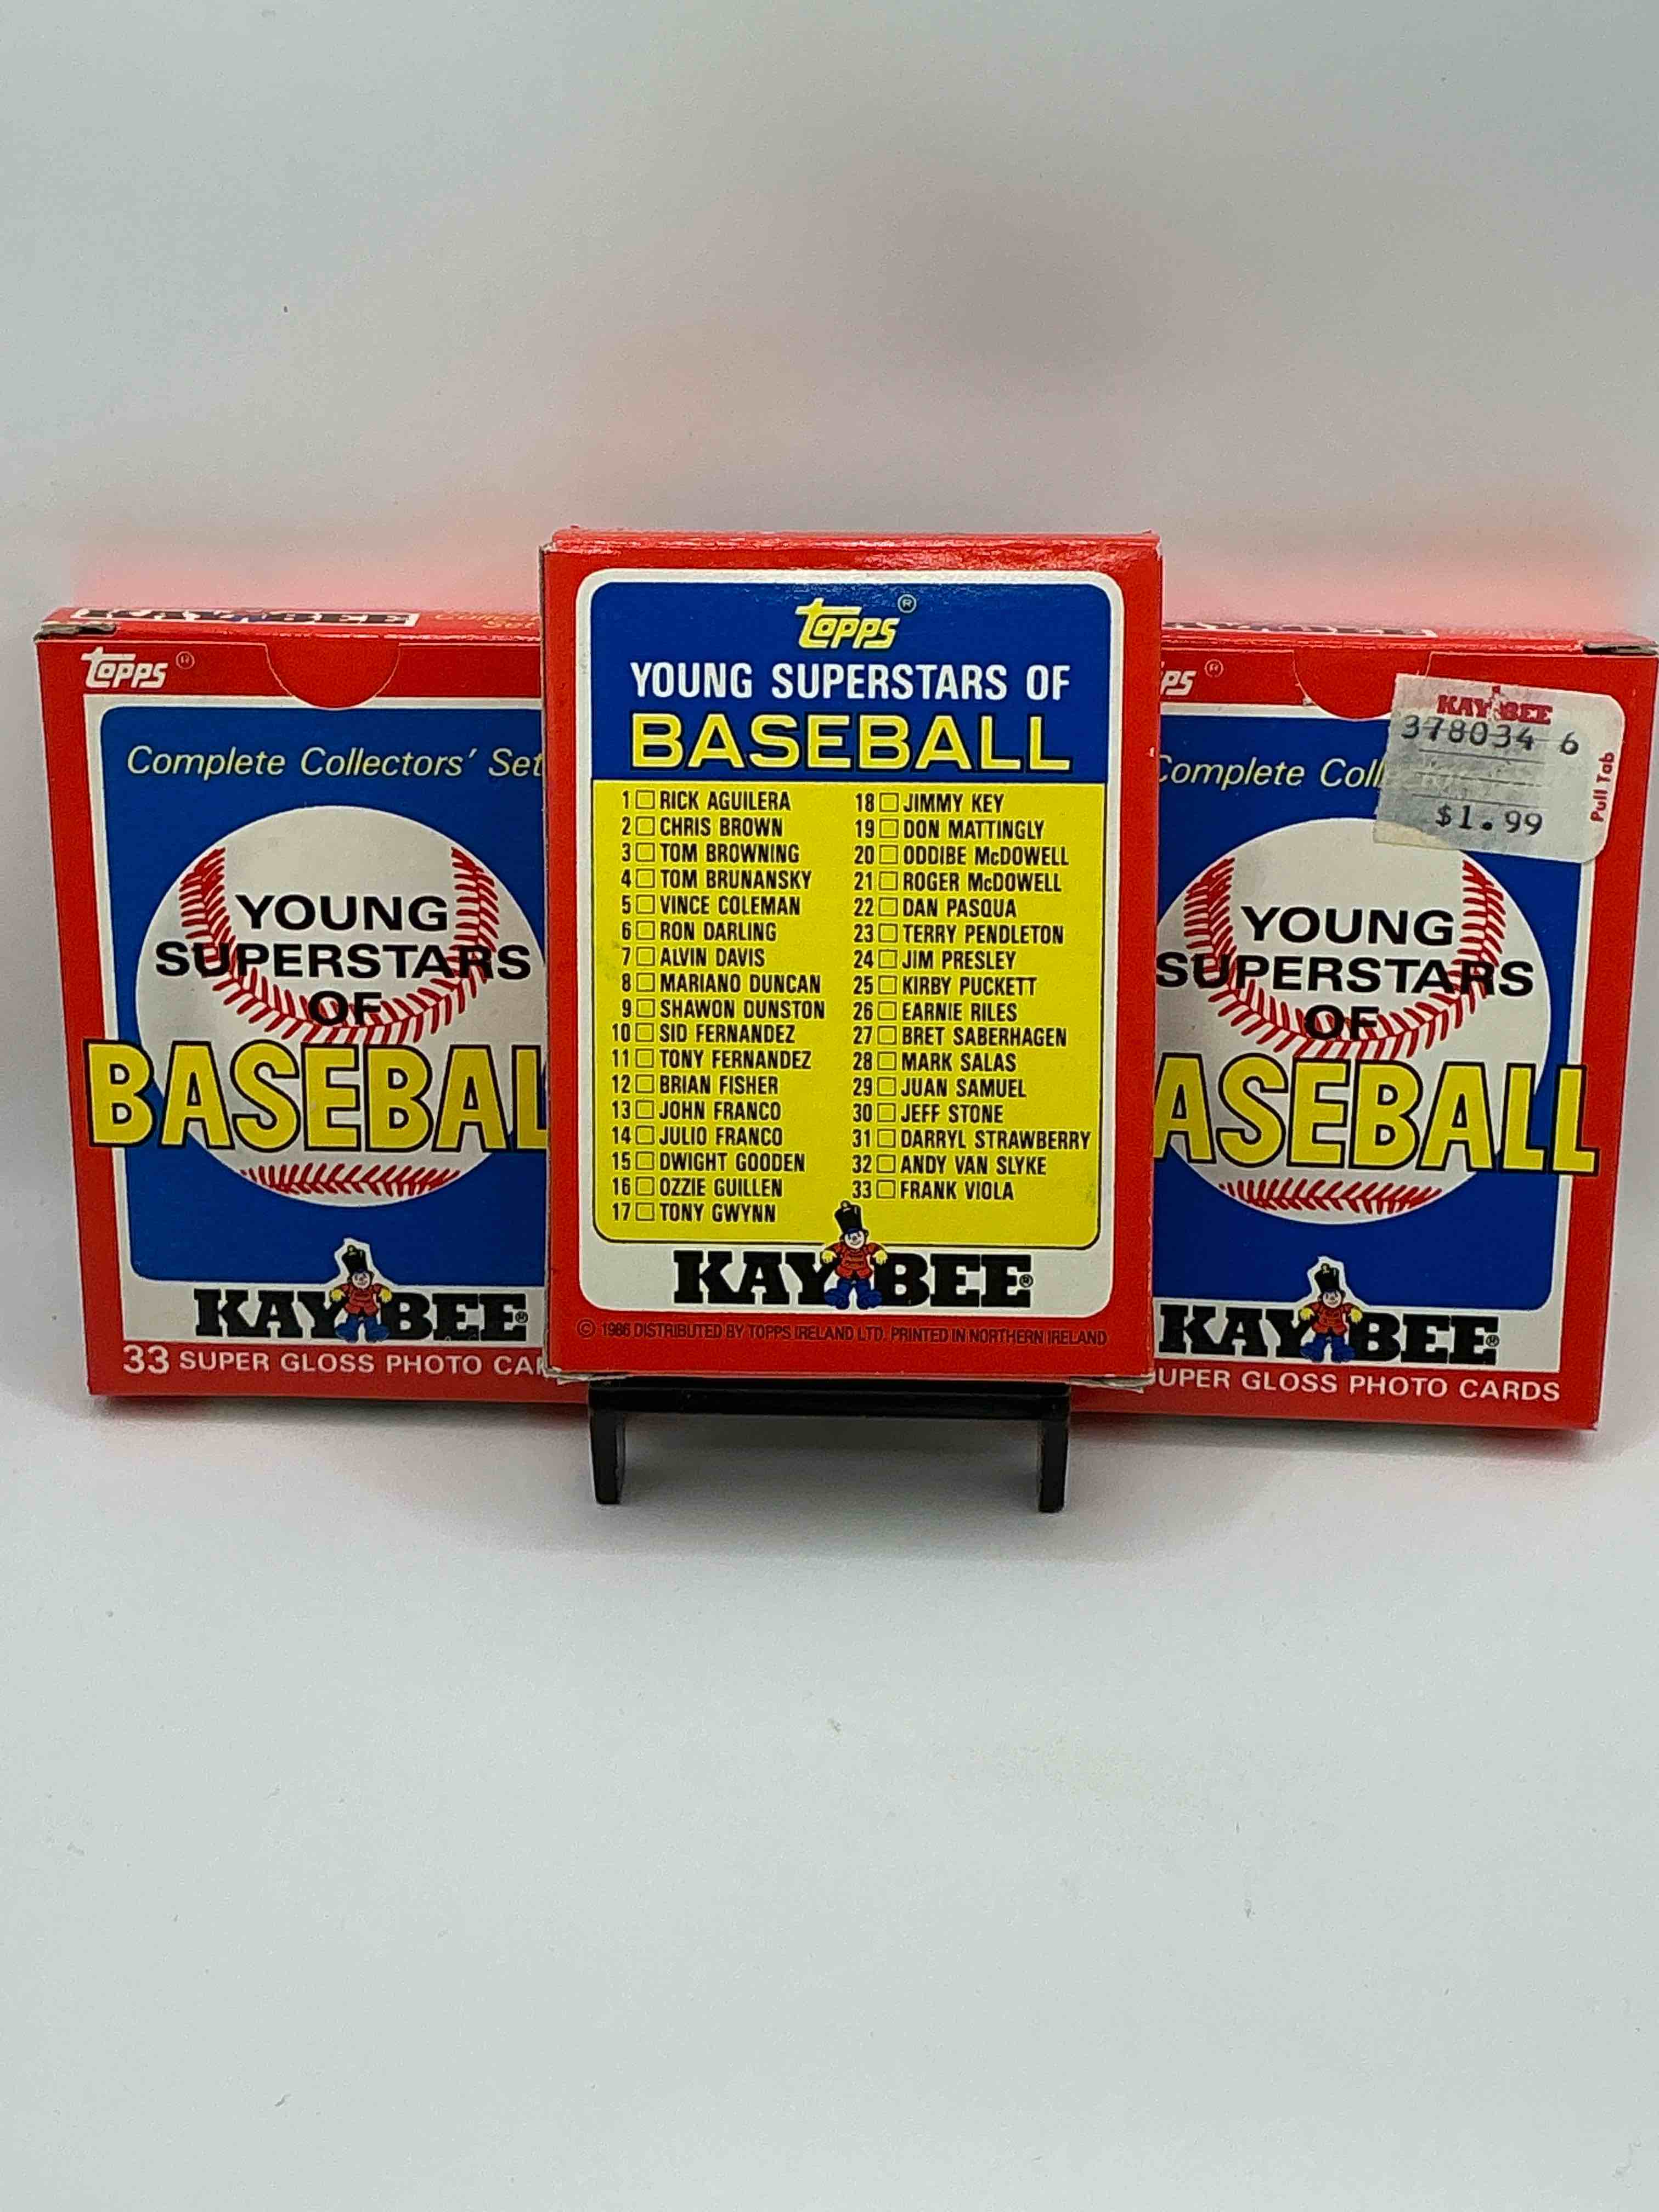 Topps ®
Complete Collectors' Set
YOUNG
SUPERSTARS
OF
BASEBAL
KAY BEE®
33 SUPER GLOSS PHOTO CA
Topps ®
YOUNG SUPERSTARS OF
BASEBALL
1 RICK AGUILERA
2 CHRIS BROWN
3 TOM BROWNING
4 TOM BRUNANSKY
5 VINCE COLEMAN
6 RON DARLING
7 ALVIN DAVIS
8 MARIANO DUNCAN
9 SHAWON DUNSTON
10 SID FERNANDEZ
11 TONY FERNANDEZ
12 BRIAN FISHER
13 JOHN FRANCO
14 JULIO FRANCO
15 DWIGHT GOODEN
16 OZZIE GUILLEN
17 TONY GWYNN
18 JIMMY KEY
19 DON MATTINGLY
20 ODDIBE McDOWELL
21 ROGER McDOWELL
22 DAN PASQUA
23 TERRY PENDLETON
24 JIM PRESLEY
25 KIRBY PUCKETT
26 EARNIE RILES
27 BRET SABERHAGEN
28 MARK SALAS
29 JUAN SAMUEL
30 JEFF STONE
31 DARRYL STRAWBERRY
32 ANDY VAN SLYKE
33 FRANK VIOLA
KAY BEE®
© 1986 DISTRIBUTED BY TOPPS IRELAND LTD. PRINTED IN NORTHERN IRELAND
ps ®
KAY BEE
378034 6
$1.99
Pull Tab
Complete Coll
YOUNG
SUPERSTARS
OF
ASEBALL
KAY BEE®
UPER GLOSS PHOTO CARDS